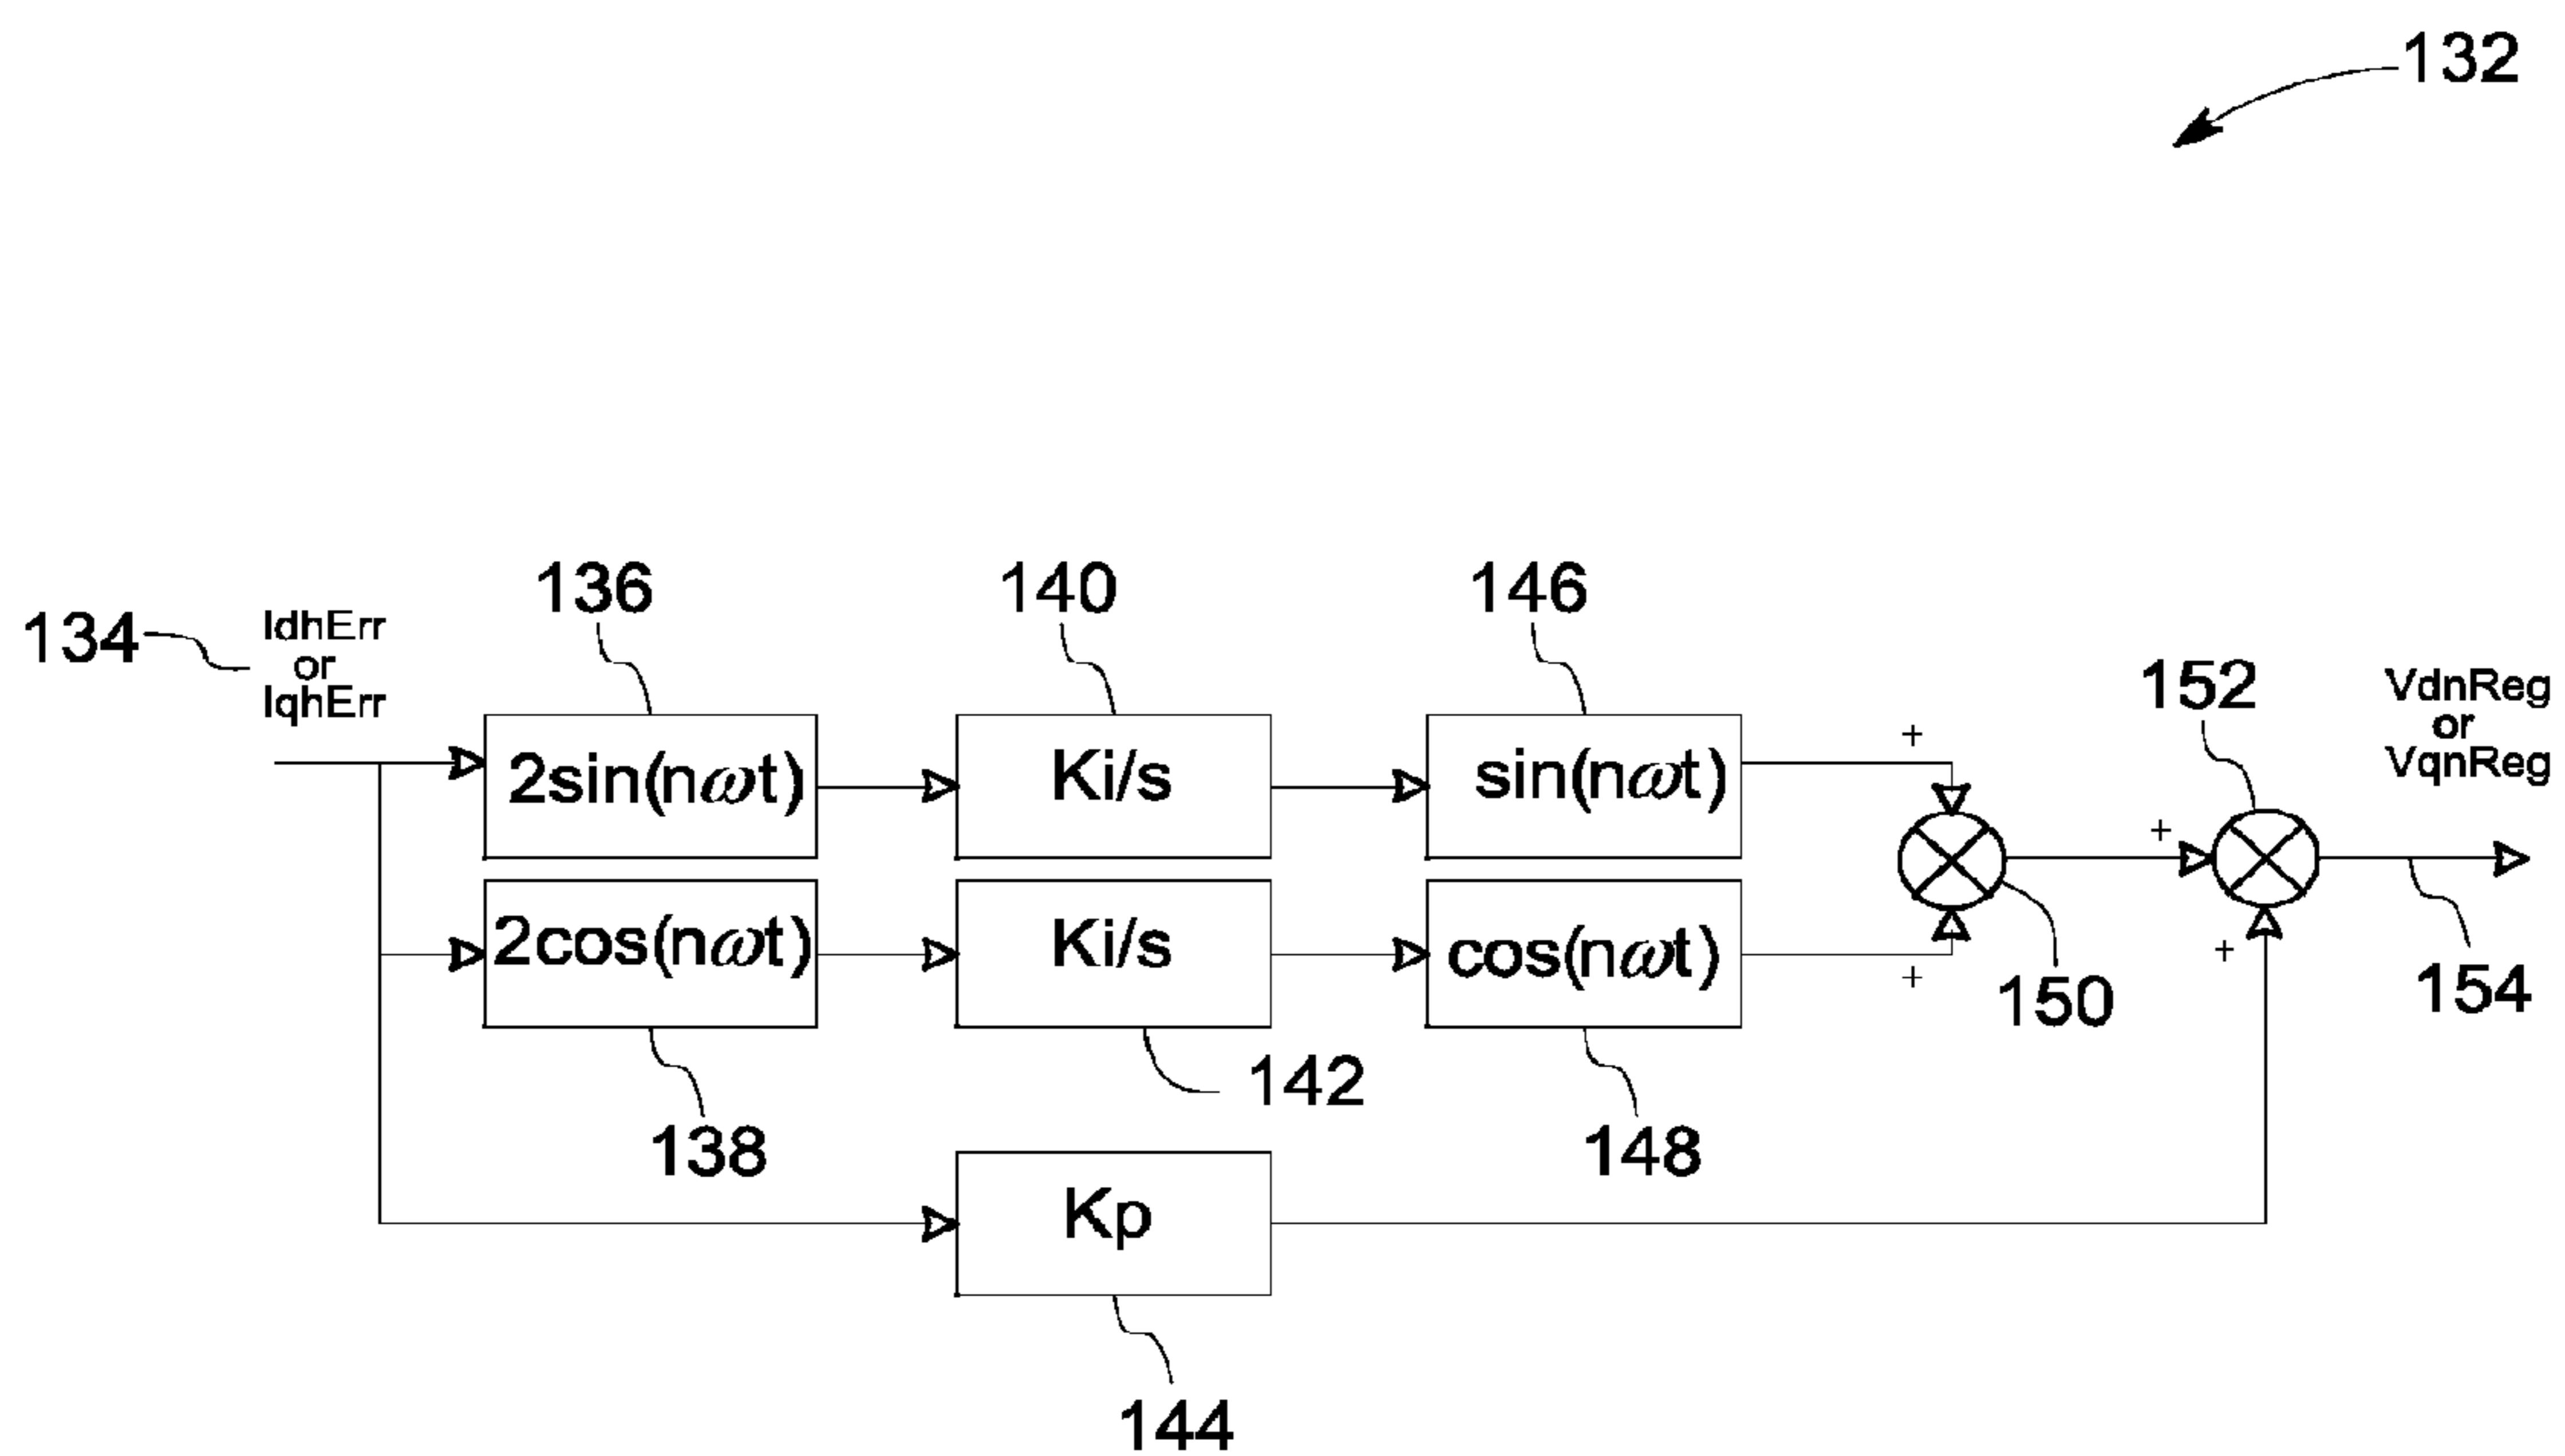 132
136
140
146
134
IdhErr
or
IqhErr
152
VdnReg
or
VqnReg
2sin(nωt)
Ki/s
sin(nωt)
+
+
2cos(nωt)
Ki/s
cos(nωt)
+
+
150
154
142
138
148
Kp
144